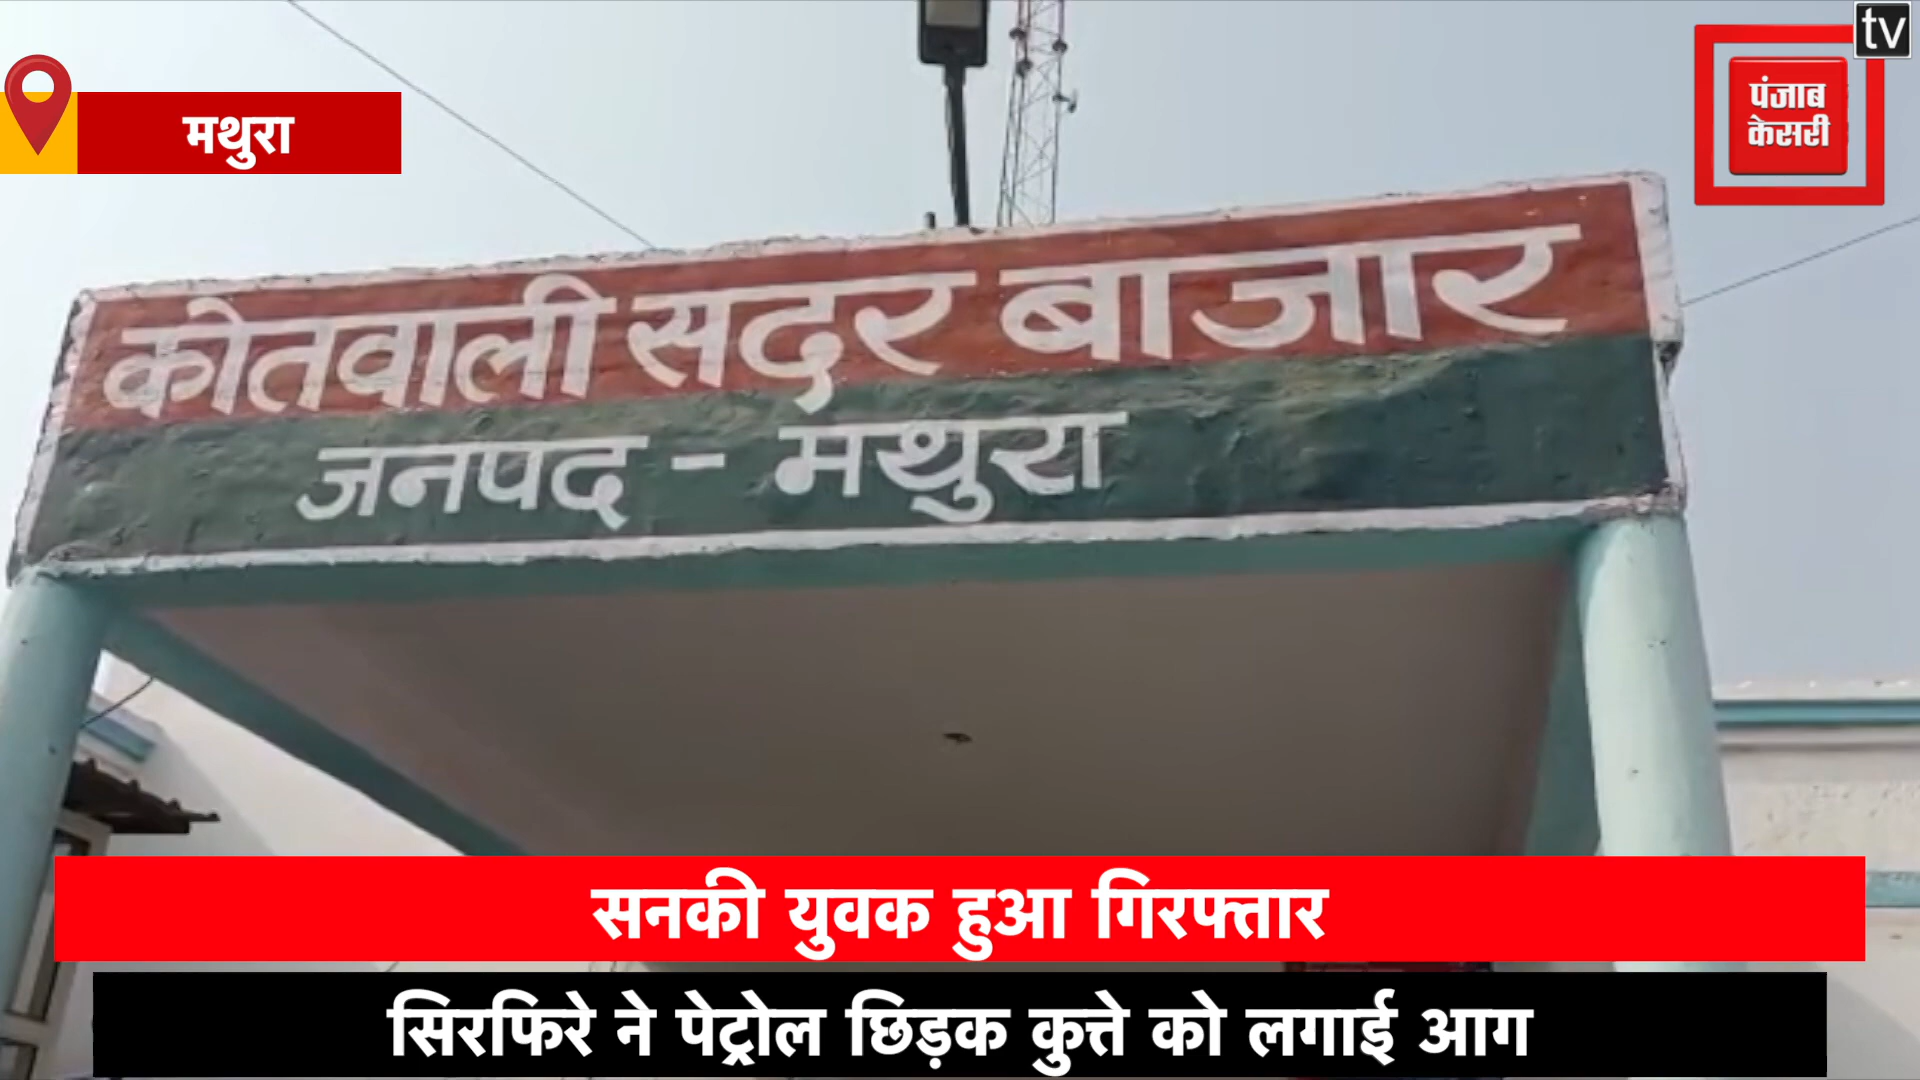 tv
पंजाब
केसरी
मथुरा
कोतवाली सदर बाजार
जनपद - मथुरा
सनकी युवक हुआ गिरफ्तार
सिरफिरे ने पेट्रोल छिड़क कुत्ते को लगाई आग